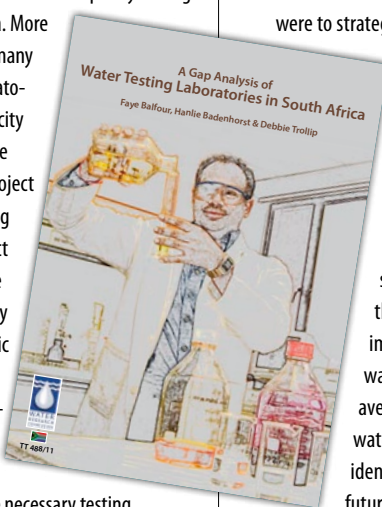 . More
many
ato-
city
e
oject
g
ct
e
y
ic
-
necessary testing
A Gap Analysis of
Water Testing Laboratories in South Africa
Faye Balfour, Hanlie Badenhorst & Debbie Trollip
WATER
RESEARCH
COMMISSION
TT 488/11
were to strateg
s
th
in
wa
ave
wat
iden
futur